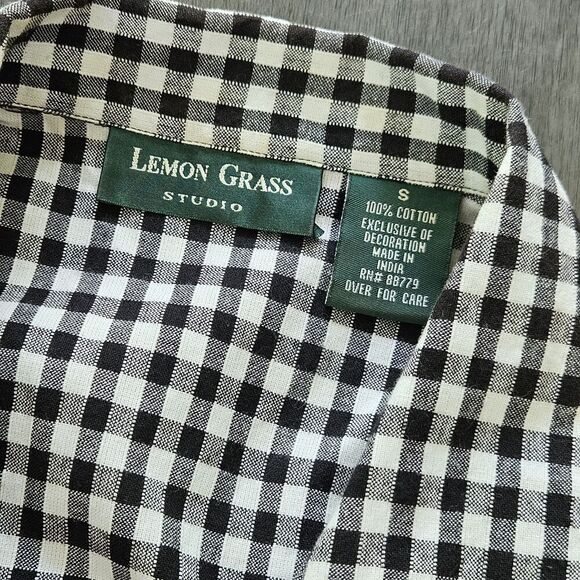 LEMON GRASS
STUDIO
S
100% COTTON
EXCLUSIVE OF
DECORATION
MADE IN
INDIA
RN# 88779
OVER FOR CARE